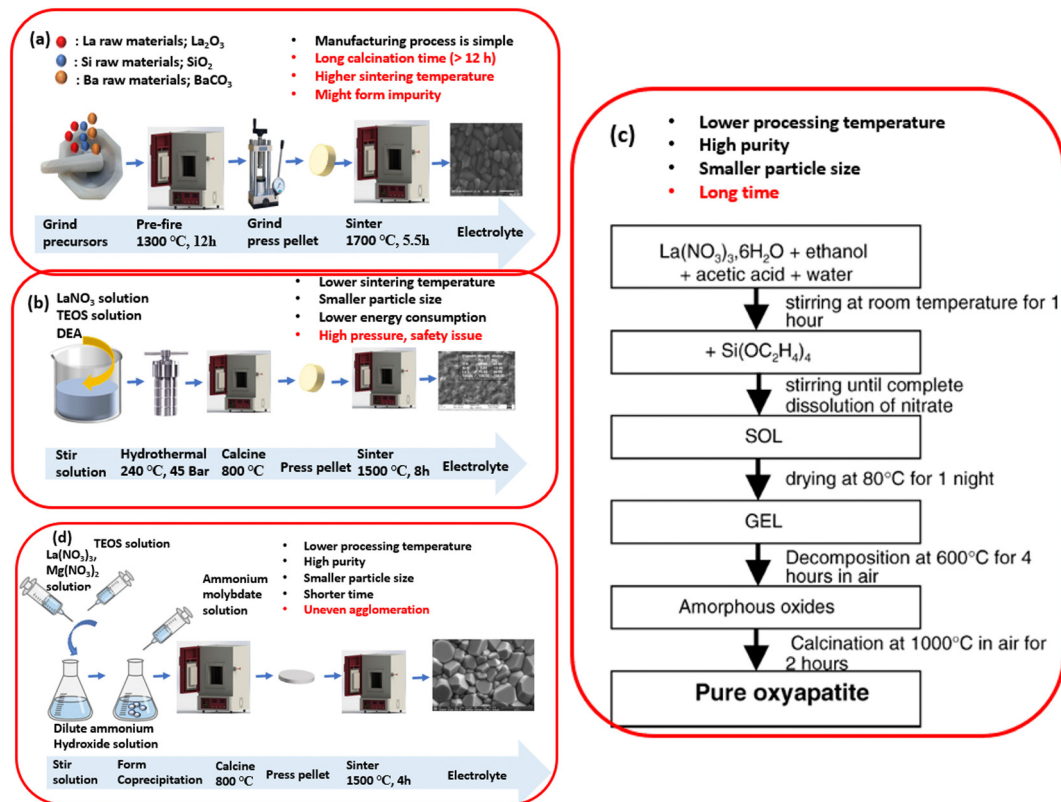 (a)
: La raw materials; La₂O₃
: Si raw materials; SiO₂
: Ba raw materials; BaCO₃
• Manufacturing process is simple
• Long calcination time (> 12 h)
• Higher sintering temperature
• Might form impurity
Grind
precursors
Pre-fire
1300 °C, 12h
Grind
press pellet
Sinter
1700 °C, 5.5h
Electrolyte
(b)
LaNO₃ solution
TEOS solution
DEA
• Lower sintering temperature
• Smaller particle size
• Lower energy consumption
• High pressure, safety issue
Stir
solution
Hydrothermal
240 °C, 45 Bar
Calcine
800 °C
Press pellet
Sinter
1500 °C, 8h
Electrolyte
(d)
TEOS solution
La(NO₃)₃,
Mg(NO₃)₂
solution
Ammonium
molybdate
solution
• Lower processing temperature
• High purity
• Smaller particle size
• Shorter time
• Uneven agglomeration
Dilute ammonium
Hydroxide solution
Stir
solution
Form
Coprecipitation
Calcine
800 °C
Press pellet
Sinter
1500 °C, 4h
Electrolyte
(c)
• Lower processing temperature
• High purity
• Smaller particle size
• Long time
La(NO₃)₃,6H₂O + ethanol
+ acetic acid + water
stirring at room temperature for 1
hour
+ Si(OC₂H₄)₄
stirring until complete
dissolution of nitrate
SOL
drying at 80°C for 1 night
GEL
Decomposition at 600°C for 4
hours in air
Amorphous oxides
Calcination at 1000°C in air for
2 hours
Pure oxyapatite